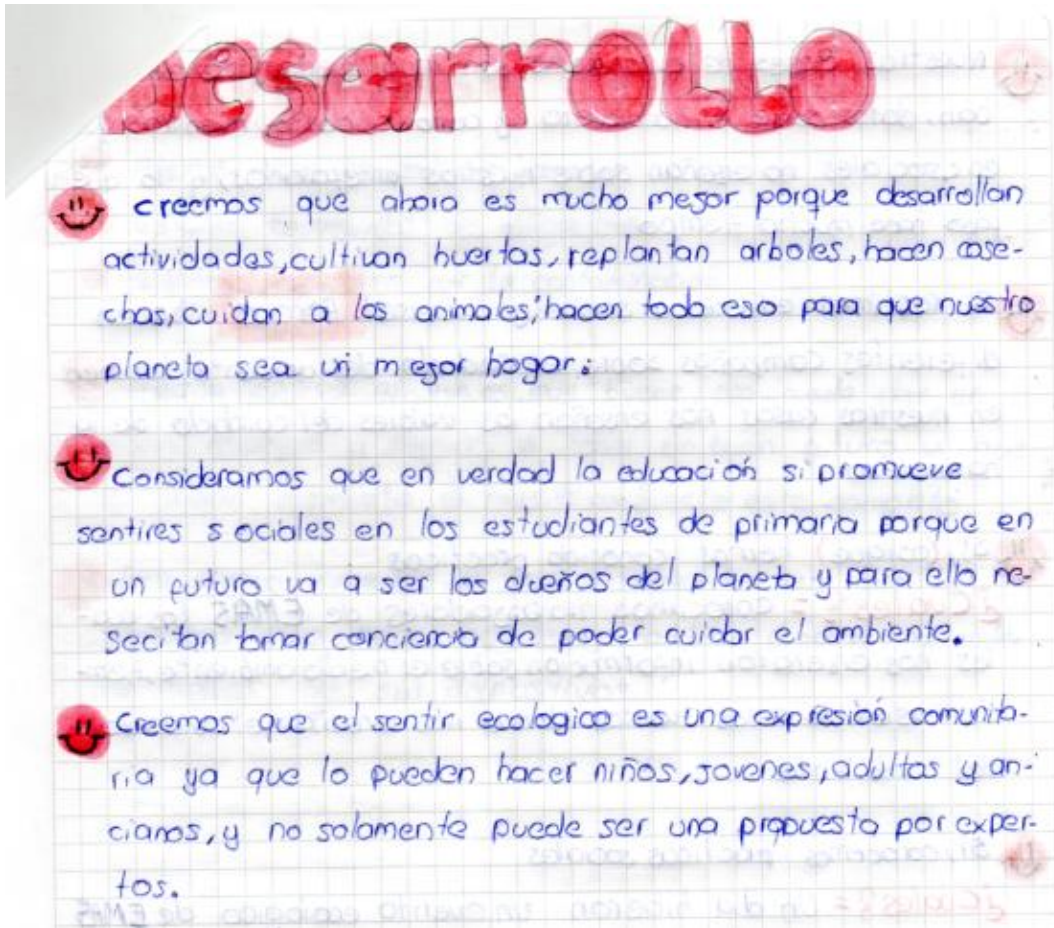 DesarroLLo
creemos que ahora es mucho mejor porque desarrollan
actividades, cultivan huertas, replantan arboles, hacen cose-
chas, cuidan a los animales; hacen todo eso para que nuestro
planeta sea un mejor hogar.
Consideramos que en verdad la educación si promueve
sentires sociales en los estudiantes de primaria porque en
un futuro va a ser los dueños del planeta y para ello ne-
secitan tomar conciencia de poder cuidar el ambiente.
Creemos que el sentir ecologico es una expresión comunita-
ria ya que lo pueden hacer niños, jovenes, adultos y an-
cianos, y no solamente puede ser una propuesta por exper-
tos.